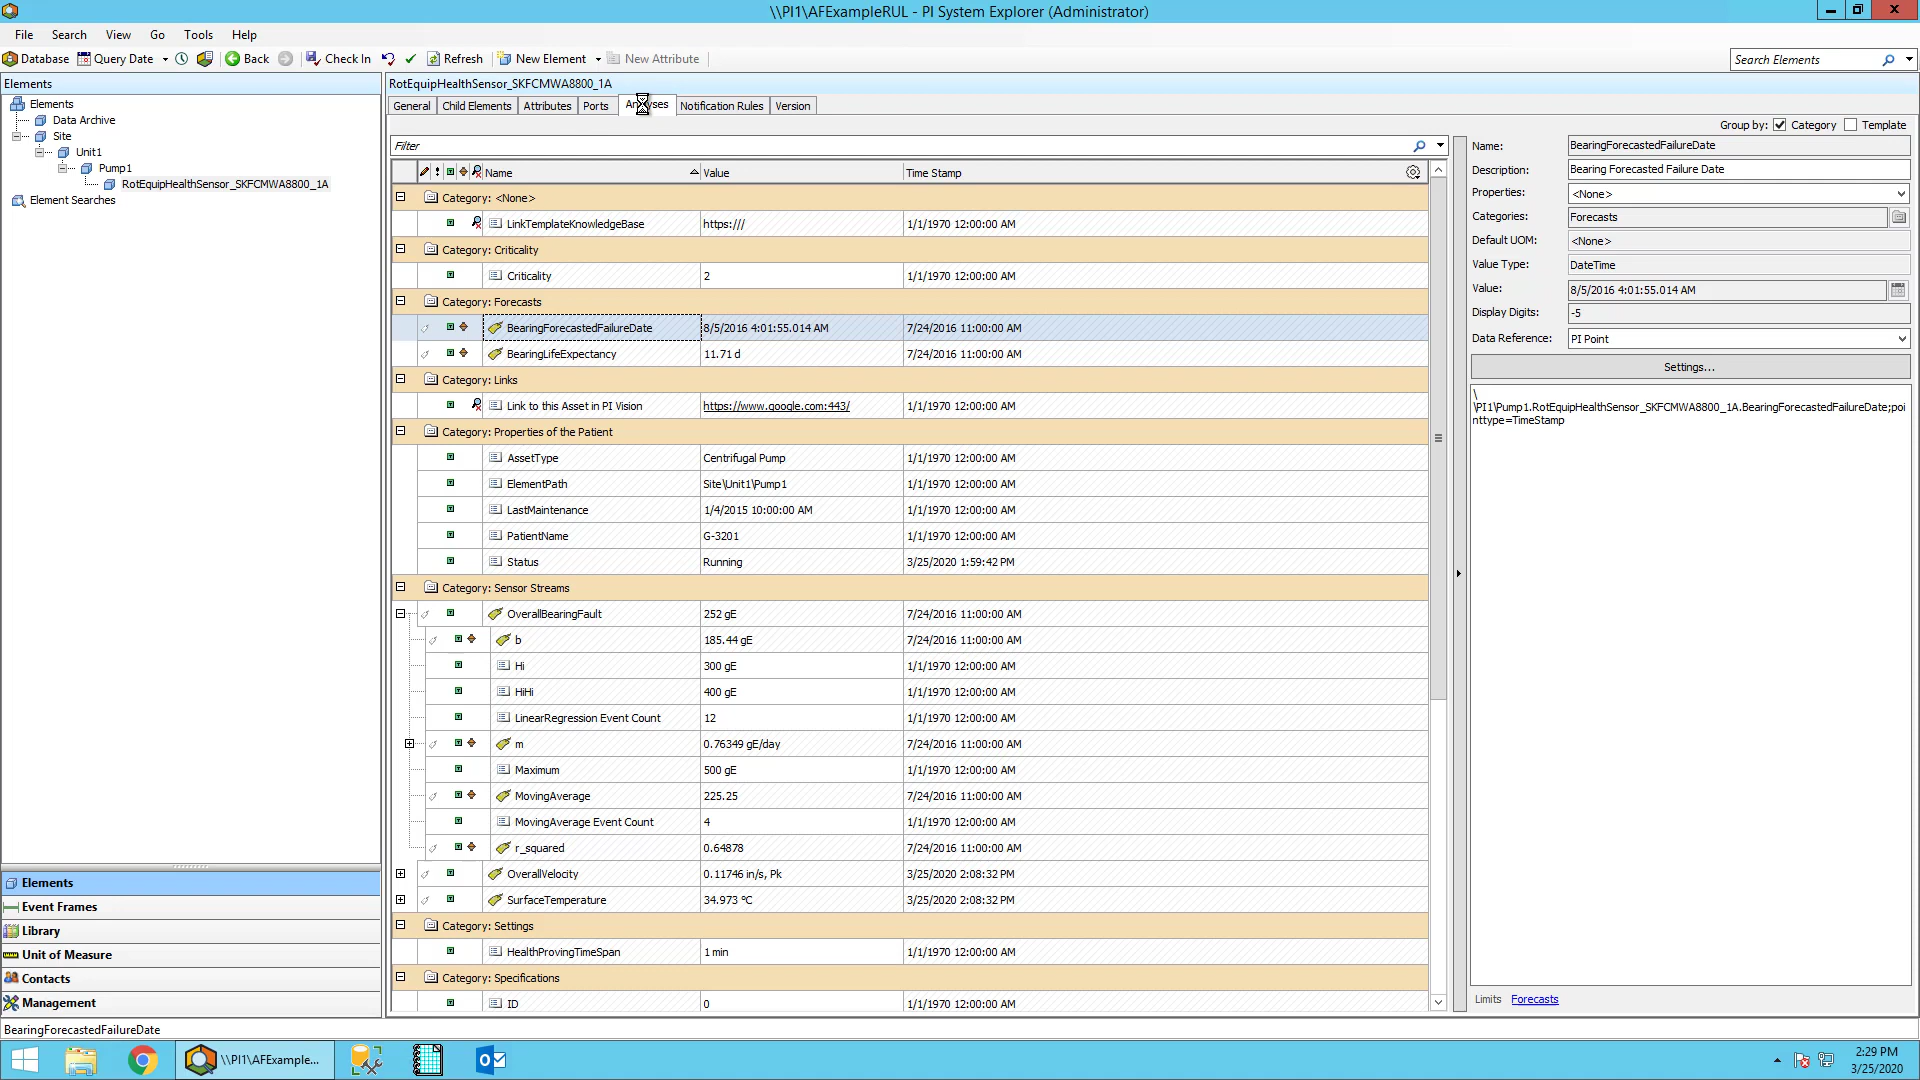 \\PI1\AFExampleRUL - PI System Explorer (Administrator)
File Search View Go Tools Help
Database Query Date Back Check In Refresh New Element New Attribute Search Elements
Elements
RotEquipHealthSensor_SKFCMWA8800_1A
Elements
Data Archive
Site
Unit1
Pump1
RotEquipHealthSensor_SKFCMWA8800_1A
Element Searches
General Child Elements Attributes Ports Notification Rules Version
Group by: Category Template
Filter
Name Value Time Stamp
Category: <None>
LinkTemplateKnowledgeBase https:/// 1/1/1970 12:00:00 AM
Category: Criticality
Criticality 2 1/1/1970 12:00:00 AM
Category: Forecasts
BearingForecastedFailureDate 8/5/2016 4:01:55.014 AM 7/24/2016 11:00:00 AM
BearingLifeExpectancy 11.71 d 7/24/2016 11:00:00 AM
Category: Links
Link to this Asset in PI Vision https://www.google.com:443/ 1/1/1970 12:00:00 AM
Category: Properties of the Patient
AssetType Centrifugal Pump 1/1/1970 12:00:00 AM
ElementPath Site\Unit1\Pump1 1/1/1970 12:00:00 AM
LastMaintenance 1/4/2015 10:00:00 AM 1/1/1970 12:00:00 AM
PatientName G-3201 1/1/1970 12:00:00 AM
Status Running 3/25/2020 1:59:42 PM
Category: Sensor Streams
OverallBearingFault 252 gE 7/24/2016 11:00:00 AM
b 185.44 gE 7/24/2016 11:00:00 AM
Hi 300 gE 1/1/1970 12:00:00 AM
HiHi 400 gE 1/1/1970 12:00:00 AM
LinearRegression Event Count 12 1/1/1970 12:00:00 AM
m 0.76349 gE/day 7/24/2016 11:00:00 AM
Maximum 500 gE 1/1/1970 12:00:00 AM
MovingAverage 225.25 7/24/2016 11:00:00 AM
MovingAverage Event Count 4 1/1/1970 12:00:00 AM
r_squared 0.64878 7/24/2016 11:00:00 AM
OverallVelocity 0.11746 in/s, Pk 3/25/2020 2:08:32 PM
SurfaceTemperature 34.973 °C 3/25/2020 2:08:32 PM
Category: Settings
HealthProvingTimeSpan 1 min 1/1/1970 12:00:00 AM
Category: Specifications
ID 0 1/1/1970 12:00:00 AM
Name: BearingForecastedFailureDate
Description: Bearing Forecasted Failure Date
Properties: <None>
Categories: Forecasts
Default UOM: <None>
Value Type: DateTime
Value: 8/5/2016 4:01:55.014 AM
Display Digits: -5
Data Reference: PI Point
Settings...
\
\PI1\Pump1.RotEquipHealthSensor_SKFCMWA8800_1A.BearingForecastedFailureDate;poi
nttype=TimeStamp
Limits Forecasts
Elements
Event Frames
Library
Unit of Measure
Contacts
Management
BearingForecastedFailureDate
\\PI1\AFExample...
2:29 PM
3/25/2020